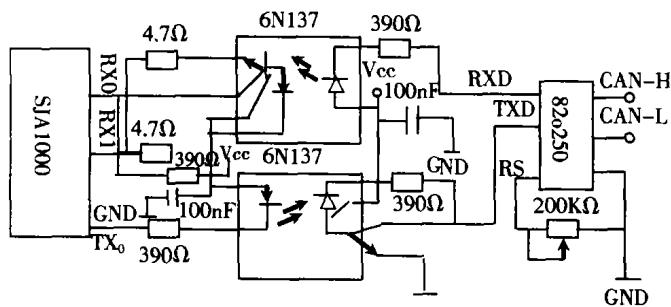 6N137
390Ω
4.7Ω
Vcc
RX0
RXD
100nF
CAN-H
TXD
SJA1000
RX1
82o250
CAN-L
4.7Ω
GND
390Ω
Vcc
6N137
RS
390Ω
200KΩ
GND
100nF
TX₀
390Ω
GND